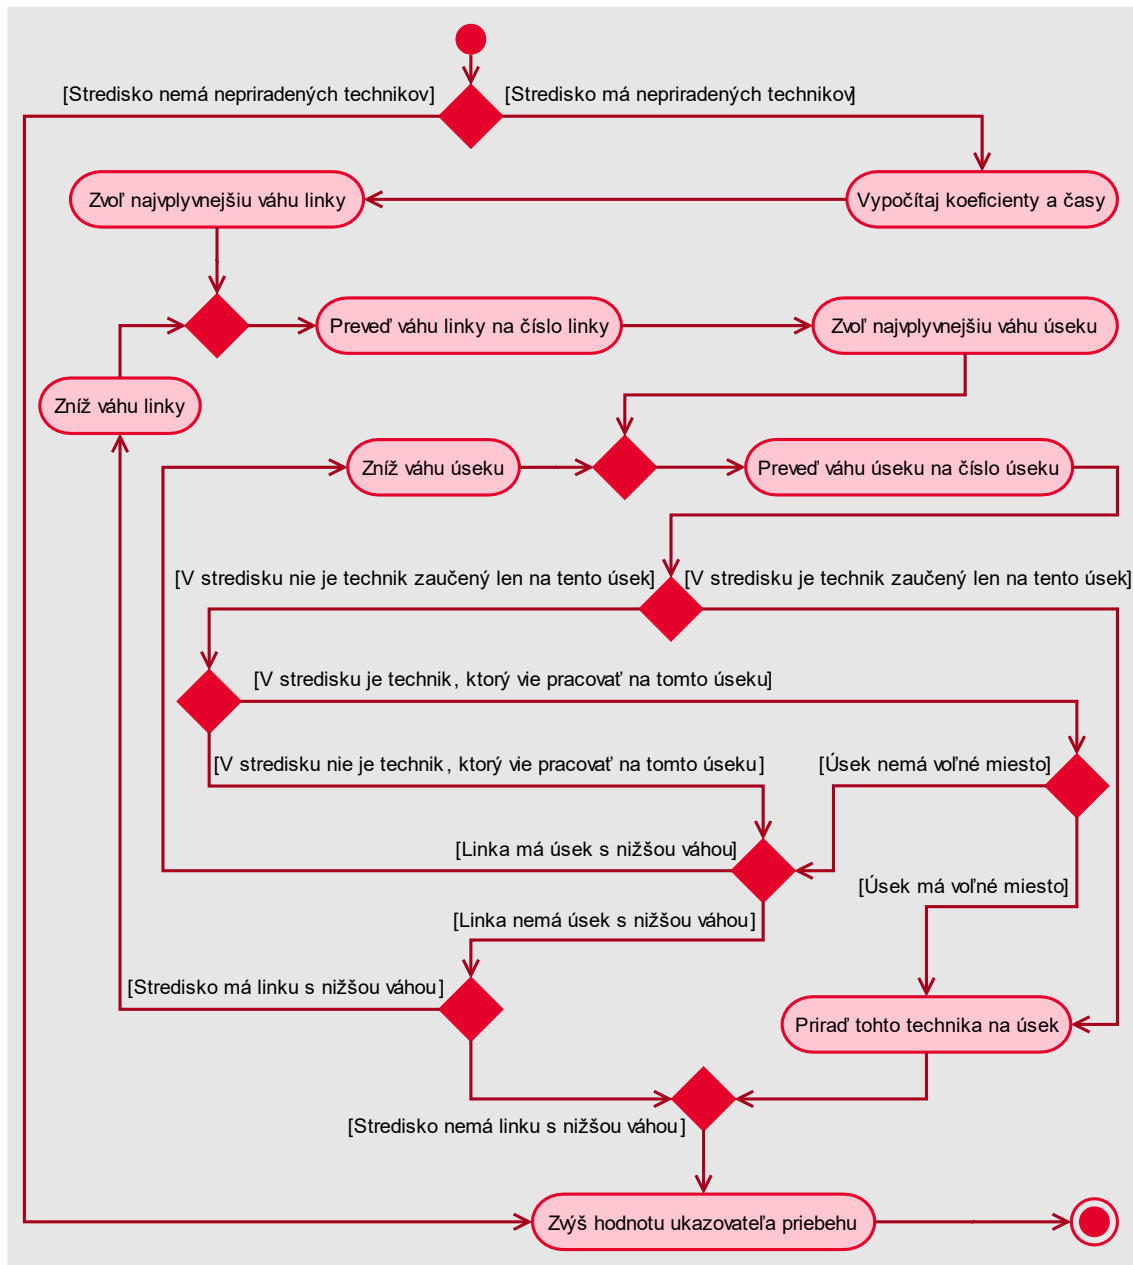 [Stredisko nemá nepriradených technikov]
[Stredisko má nepriradených technikov]
Zvoľ najvplyvnejšiu váhu linky
Vypočítaj koeficienty a časy
Preveď váhu linky na číslo linky
Zvoľ najvplyvnejšiu váhu úseku
Zníž váhu linky
Zníž váhu úseku
Preveď váhu úseku na číslo úseku
[V stredisku nie je technik zaučený len na tento úsek]
[V stredisku je technik zaučený len na tento úsek]
[V stredisku je technik, ktorý vie pracovať na tomto úseku]
[V stredisku nie je technik, ktorý vie pracovať na tomto úseku]
[Úsek nemá voľné miesto]
[Linka má úsek s nižšou váhou]
[Úsek má voľné miesto]
[Linka nemá úsek s nižšou váhou]
[Stredisko má linku s nižšou váhou]
Priraď tohto technika na úsek
[Stredisko nemá linku s nižšou váhou]
Zvýš hodnotu ukazovateľa priebehu